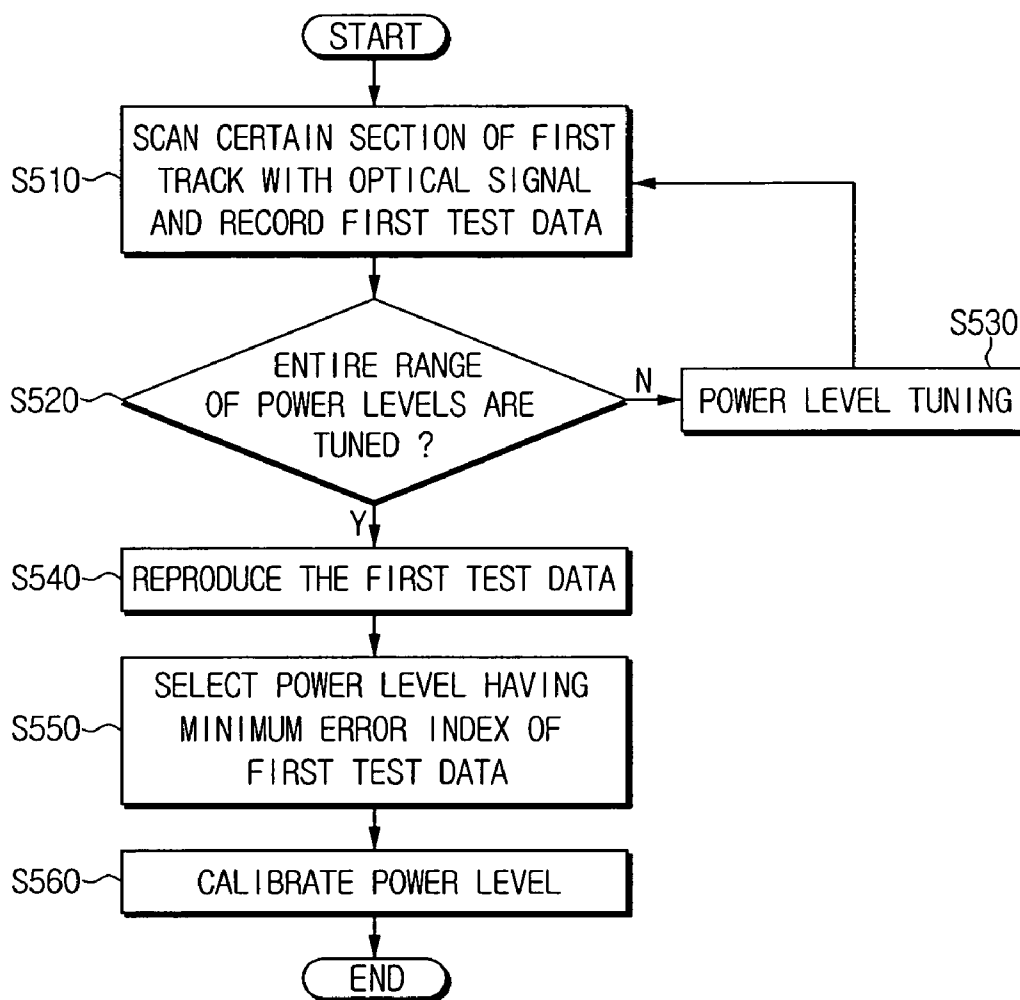 START
SCAN CERTAIN SECTION OF FIRST
TRACK WITH OPTICAL SIGNAL
AND RECORD FIRST TEST DATA
S510
S530
ENTIRE RANGE
OF POWER LEVELS ARE
TUNED ?
S520
N
POWER LEVEL TUNING
Y
S540
REPRODUCE THE FIRST TEST DATA
SELECT POWER LEVEL HAVING
MINIMUM ERROR INDEX OF
FIRST TEST DATA
S550
S560
CALIBRATE POWER LEVEL
END